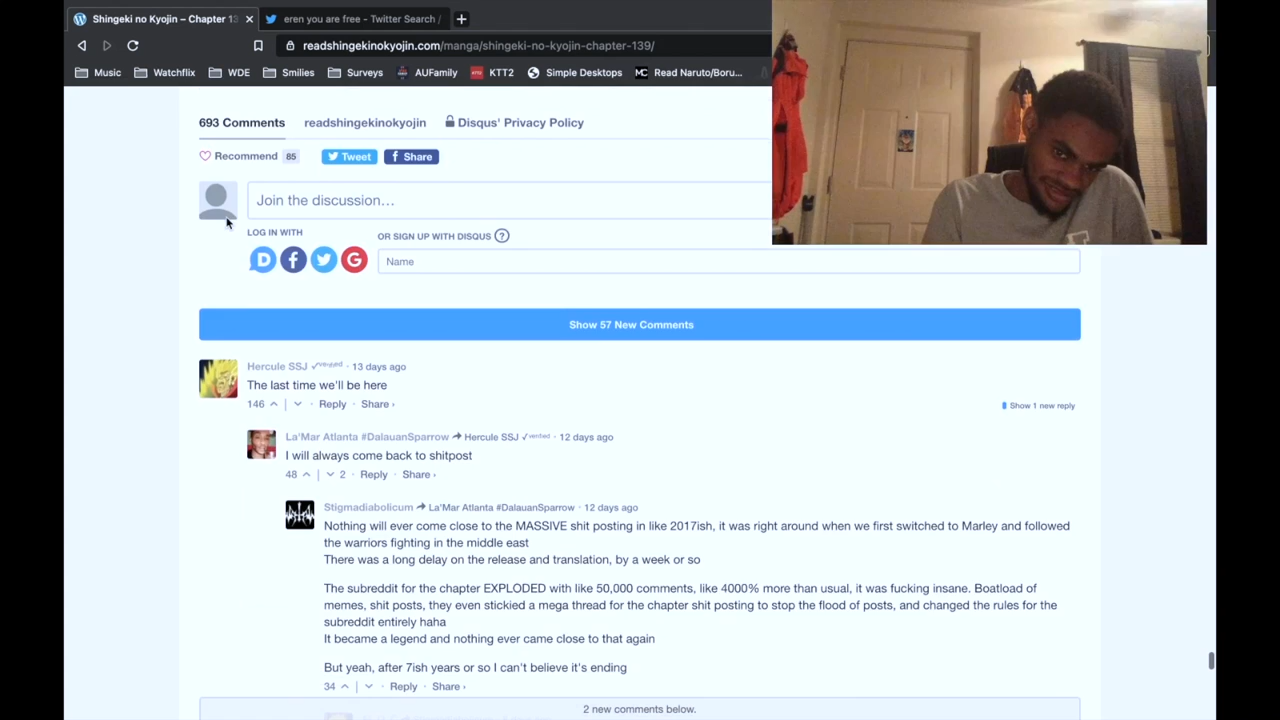 Shingeki no Kyojin – Chapter 13
eren you are free - Twitter Search /
readshingekinokyojin.com/manga/shingeki-no-kyojin-chapter-139/
Music Watchflix WDE Smilies Surveys AUFamily KTT2 Simple Desktops Read Naruto/Boru...
693 Comments readshingekinokyojin Disqus' Privacy Policy
Recommend 85 Tweet Share
Join the discussion…
LOG IN WITH
OR SIGN UP WITH DISQUS ?
Name
Show 57 New Comments
Hercule SSJ verified · 13 days ago
The last time we'll be here
146 | · Reply · Share ›
Show 1 new reply
La'Mar Atlanta #DalauanSparrow Hercule SSJ verified · 12 days ago
I will always come back to shitpost
48 | 2 · Reply · Share ›
Stigmadiabolicum La'Mar Atlanta #DalauanSparrow · 12 days ago
Nothing will ever come close to the MASSIVE shit posting in like 2017ish, it was right around when we first switched to Marley and followed
the warriors fighting in the middle east
There was a long delay on the release and translation, by a week or so
The subreddit for the chapter EXPLODED with like 50,000 comments, like 4000% more than usual, it was fucking insane. Boatload of
memes, shit posts, they even stickied a mega thread for the chapter shit posting to stop the flood of posts, and changed the rules for the
subreddit entirely haha
It became a legend and nothing ever came close to that again
But yeah, after 7ish years or so I can't believe it's ending
34 | · Reply · Share ›
2 new comments below.